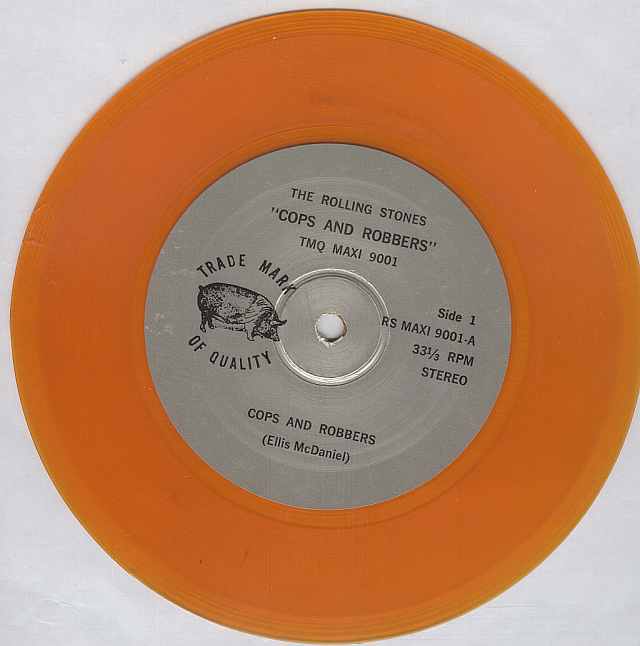 THE ROLLING STONES
"COPS AND ROBBERS"
TMQ MAXI 9001
TRADE MARK
OF QUALITY
Side 1
RS MAXI 9001-A
33⅓ RPM
STEREO
COPS AND ROBBERS
(Ellis McDaniel)